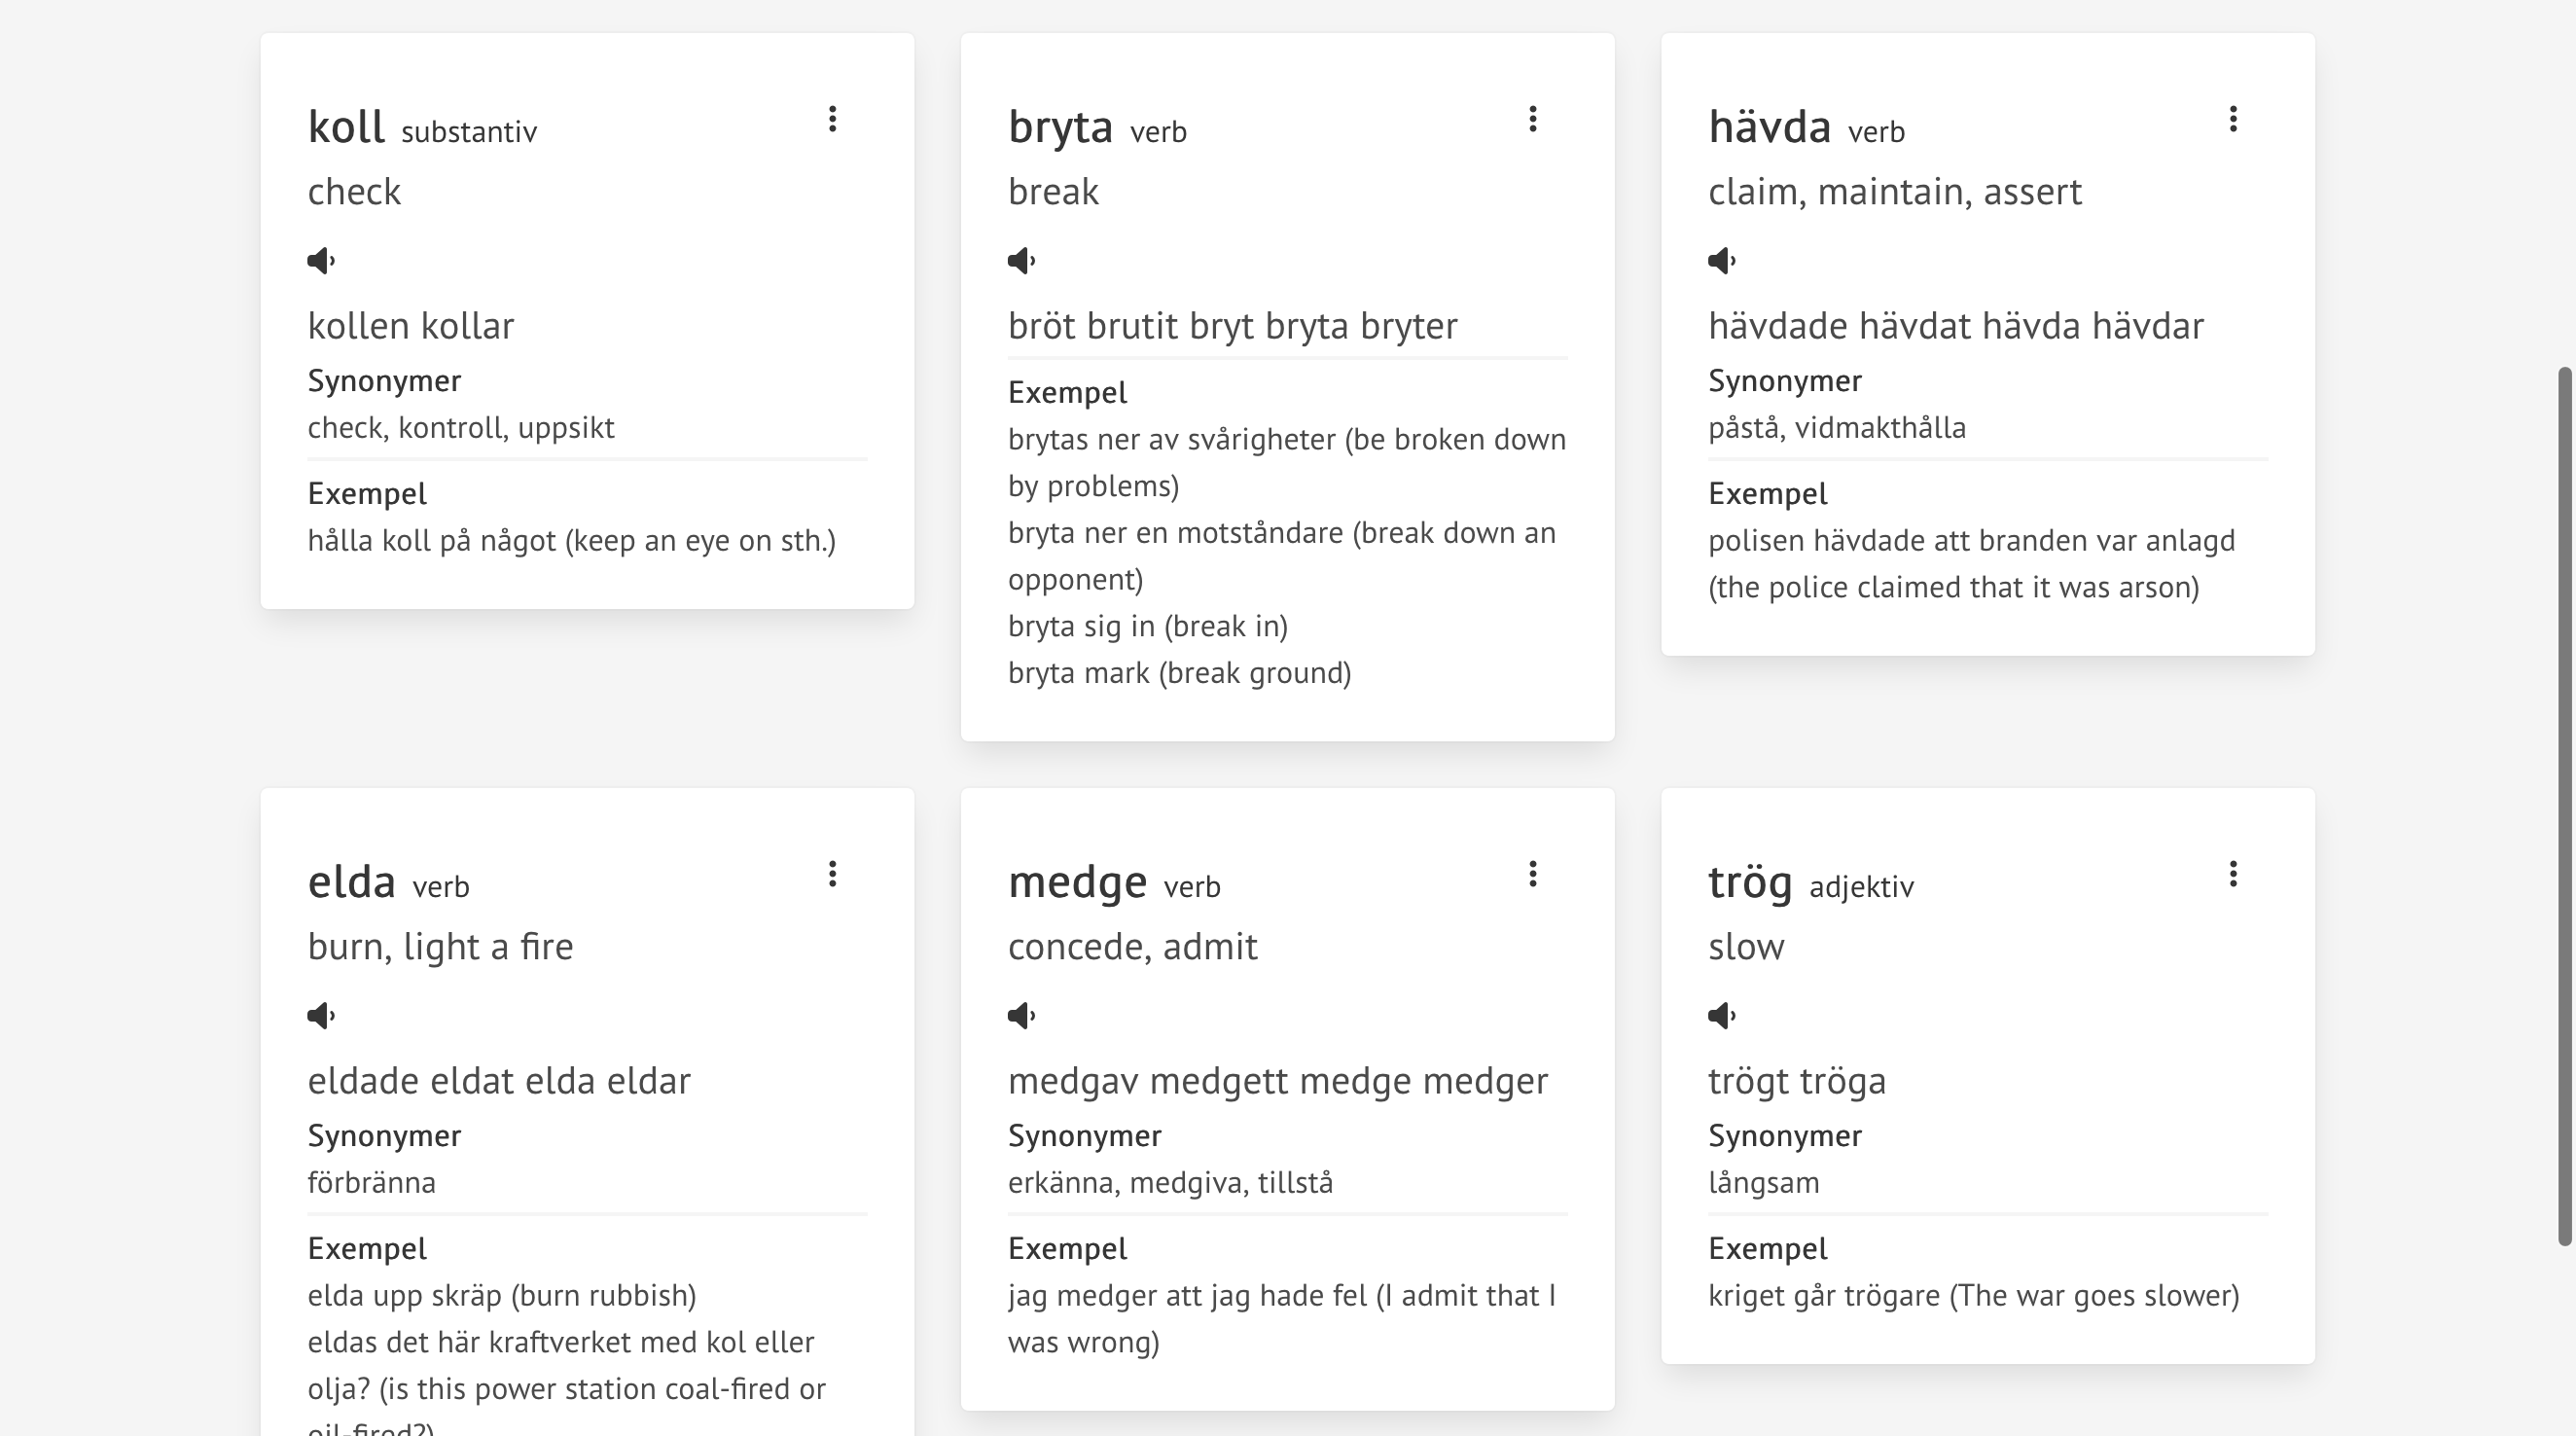 koll substantiv
check
kollen kollar
Synonymer
check, kontroll, uppsikt
Exempel
hålla koll på något (keep an eye on sth.)
bryta verb
break
bröt brutit bryt bryta bryter
Exempel
brytas ner av svårigheter (be broken down
by problems)
bryta ner en motståndare (break down an
opponent)
bryta sig in (break in)
bryta mark (break ground)
hävda verb
claim, maintain, assert
hävdade hävdat hävda hävdar
Synonymer
påstå, vidmakthålla
Exempel
polisen hävdade att branden var anlagd
(the police claimed that it was arson)
elda verb
burn, light a fire
eldade eldat elda eldar
Synonymer
förbränna
Exempel
elda upp skräp (burn rubbish)
eldas det här kraftverket med kol eller
olja? (is this power station coal-fired or
oil-fired?)
medge verb
concede, admit
medgav medgett medge medger
Synonymer
erkänna, medgiva, tillstå
Exempel
jag medger att jag hade fel (I admit that I
was wrong)
trög adjektiv
slow
trögt tröga
Synonymer
långsam
Exempel
kriget går trögare (The war goes slower)